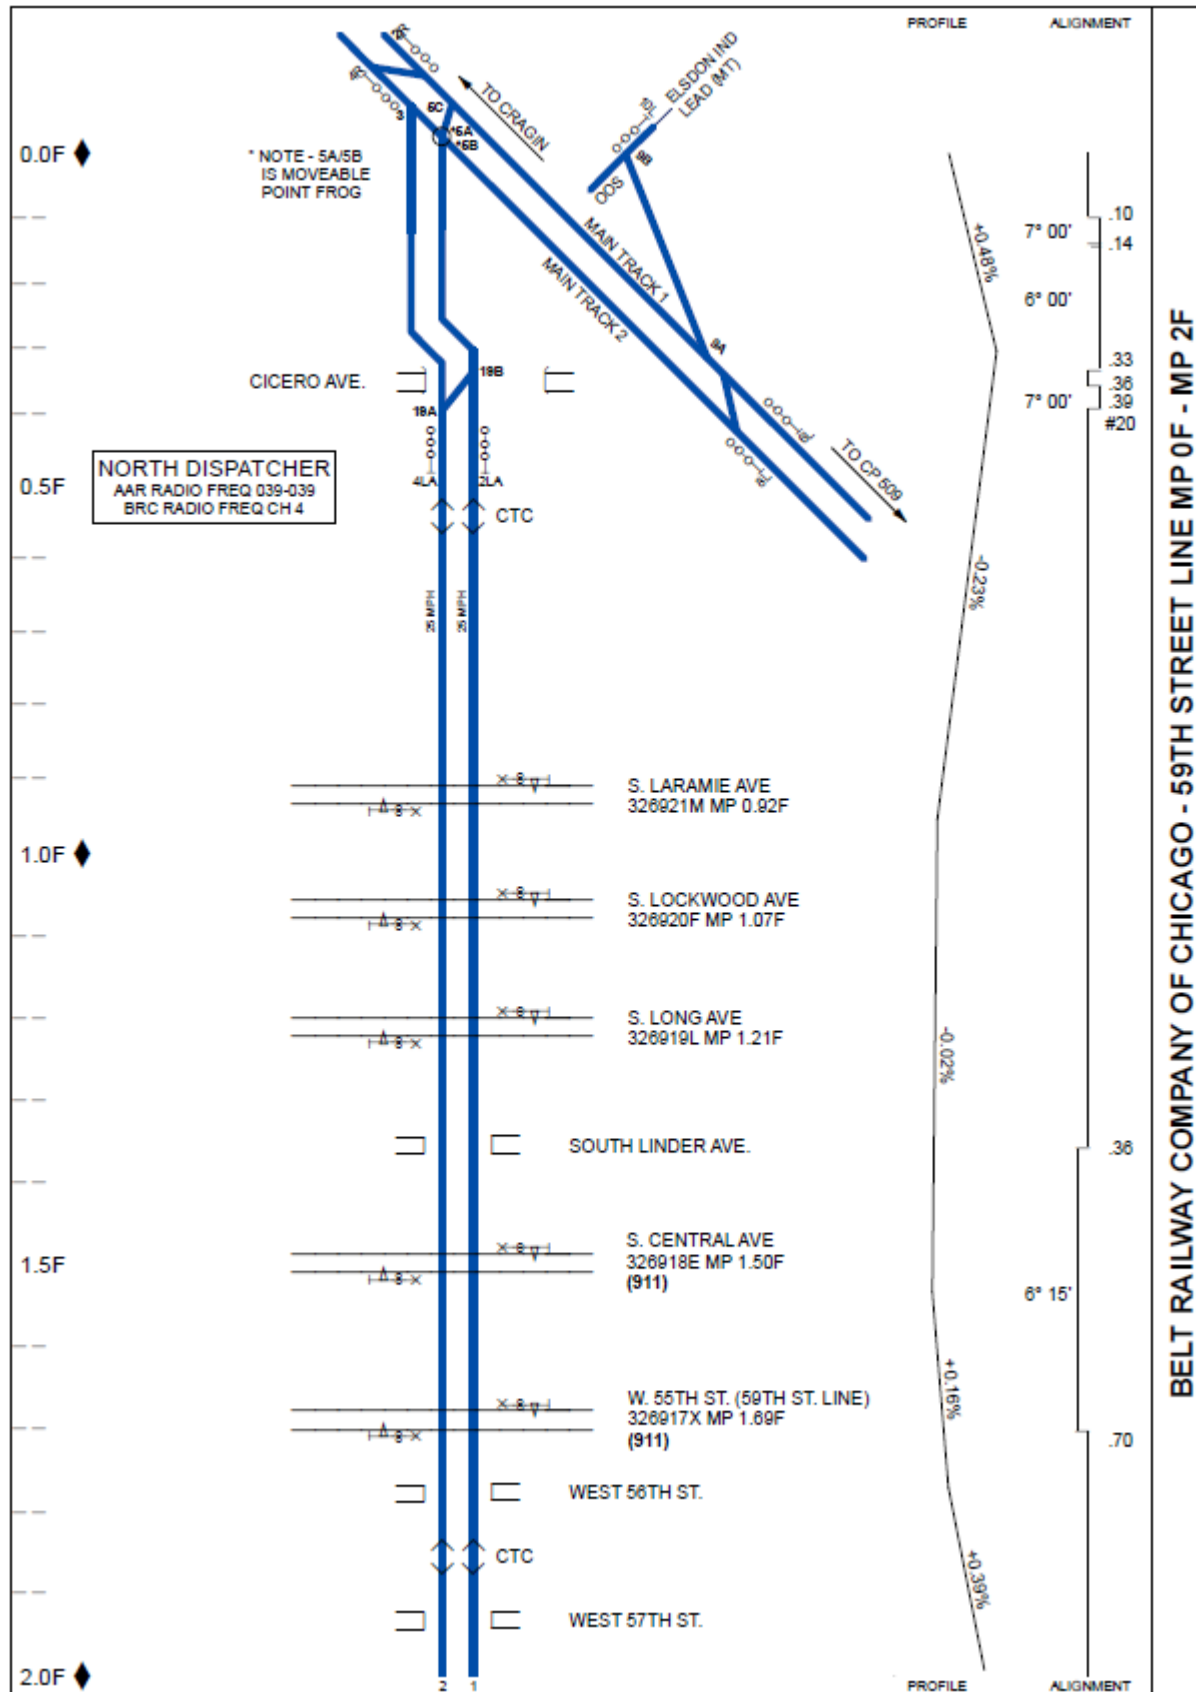 PROFILE
ALIGNMENT
TO CRAGIN
ELSDON IND
LEAD (MT)
5C
*5A
*5B
9B
OOS
0.0F
* NOTE - 5A/5B
IS MOVEABLE
POINT FROG
MAIN TRACK 1
MAIN TRACK 2
9A
+0.48%
7° 00'
.10
.14
6° 00'
.33
.36
7° 00'
.39
#20
CICERO AVE.
19B
19A
NORTH DISPATCHER
AAR RADIO FREQ 039-039
BRC RADIO FREQ CH 4
0.5F
4LA
2LA
CTC
TO CP 509
25 MPH
25 MPH
-0.23%
S. LARAMIE AVE
326921M MP 0.92F
1.0F
S. LOCKWOOD AVE
326920F MP 1.07F
S. LONG AVE
326919L MP 1.21F
-0.02%
SOUTH LINDER AVE.
.36
S. CENTRAL AVE
326918E MP 1.50F
(911)
1.5F
6° 15'
+0.16%
W. 55TH ST. (59TH ST. LINE)
326917X MP 1.69F
(911)
.70
WEST 56TH ST.
CTC
+0.39%
WEST 57TH ST.
2.0F
2
1
PROFILE
ALIGNMENT
BELT RAILWAY COMPANY OF CHICAGO - 59TH STREET LINE MP 0F - MP 2F